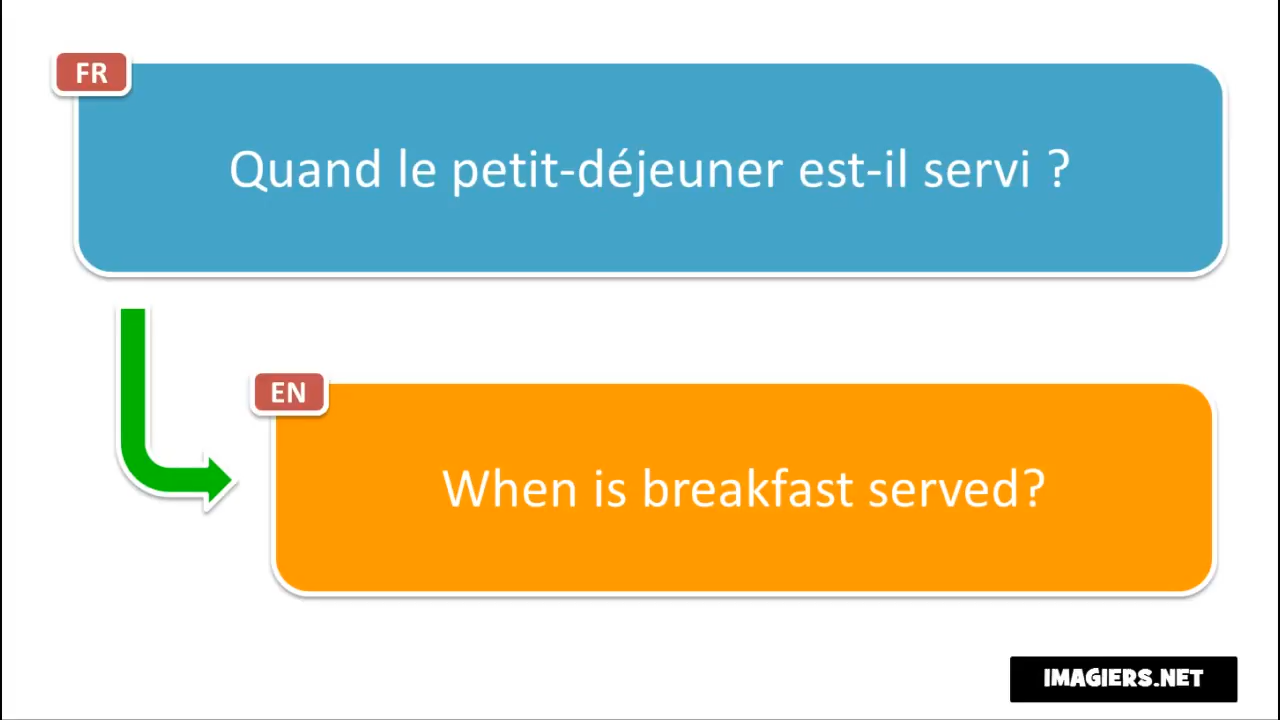 FR
Quand le petit-déjeuner est-il servi ?
EN
When is breakfast served?
IMAGIERS.NET